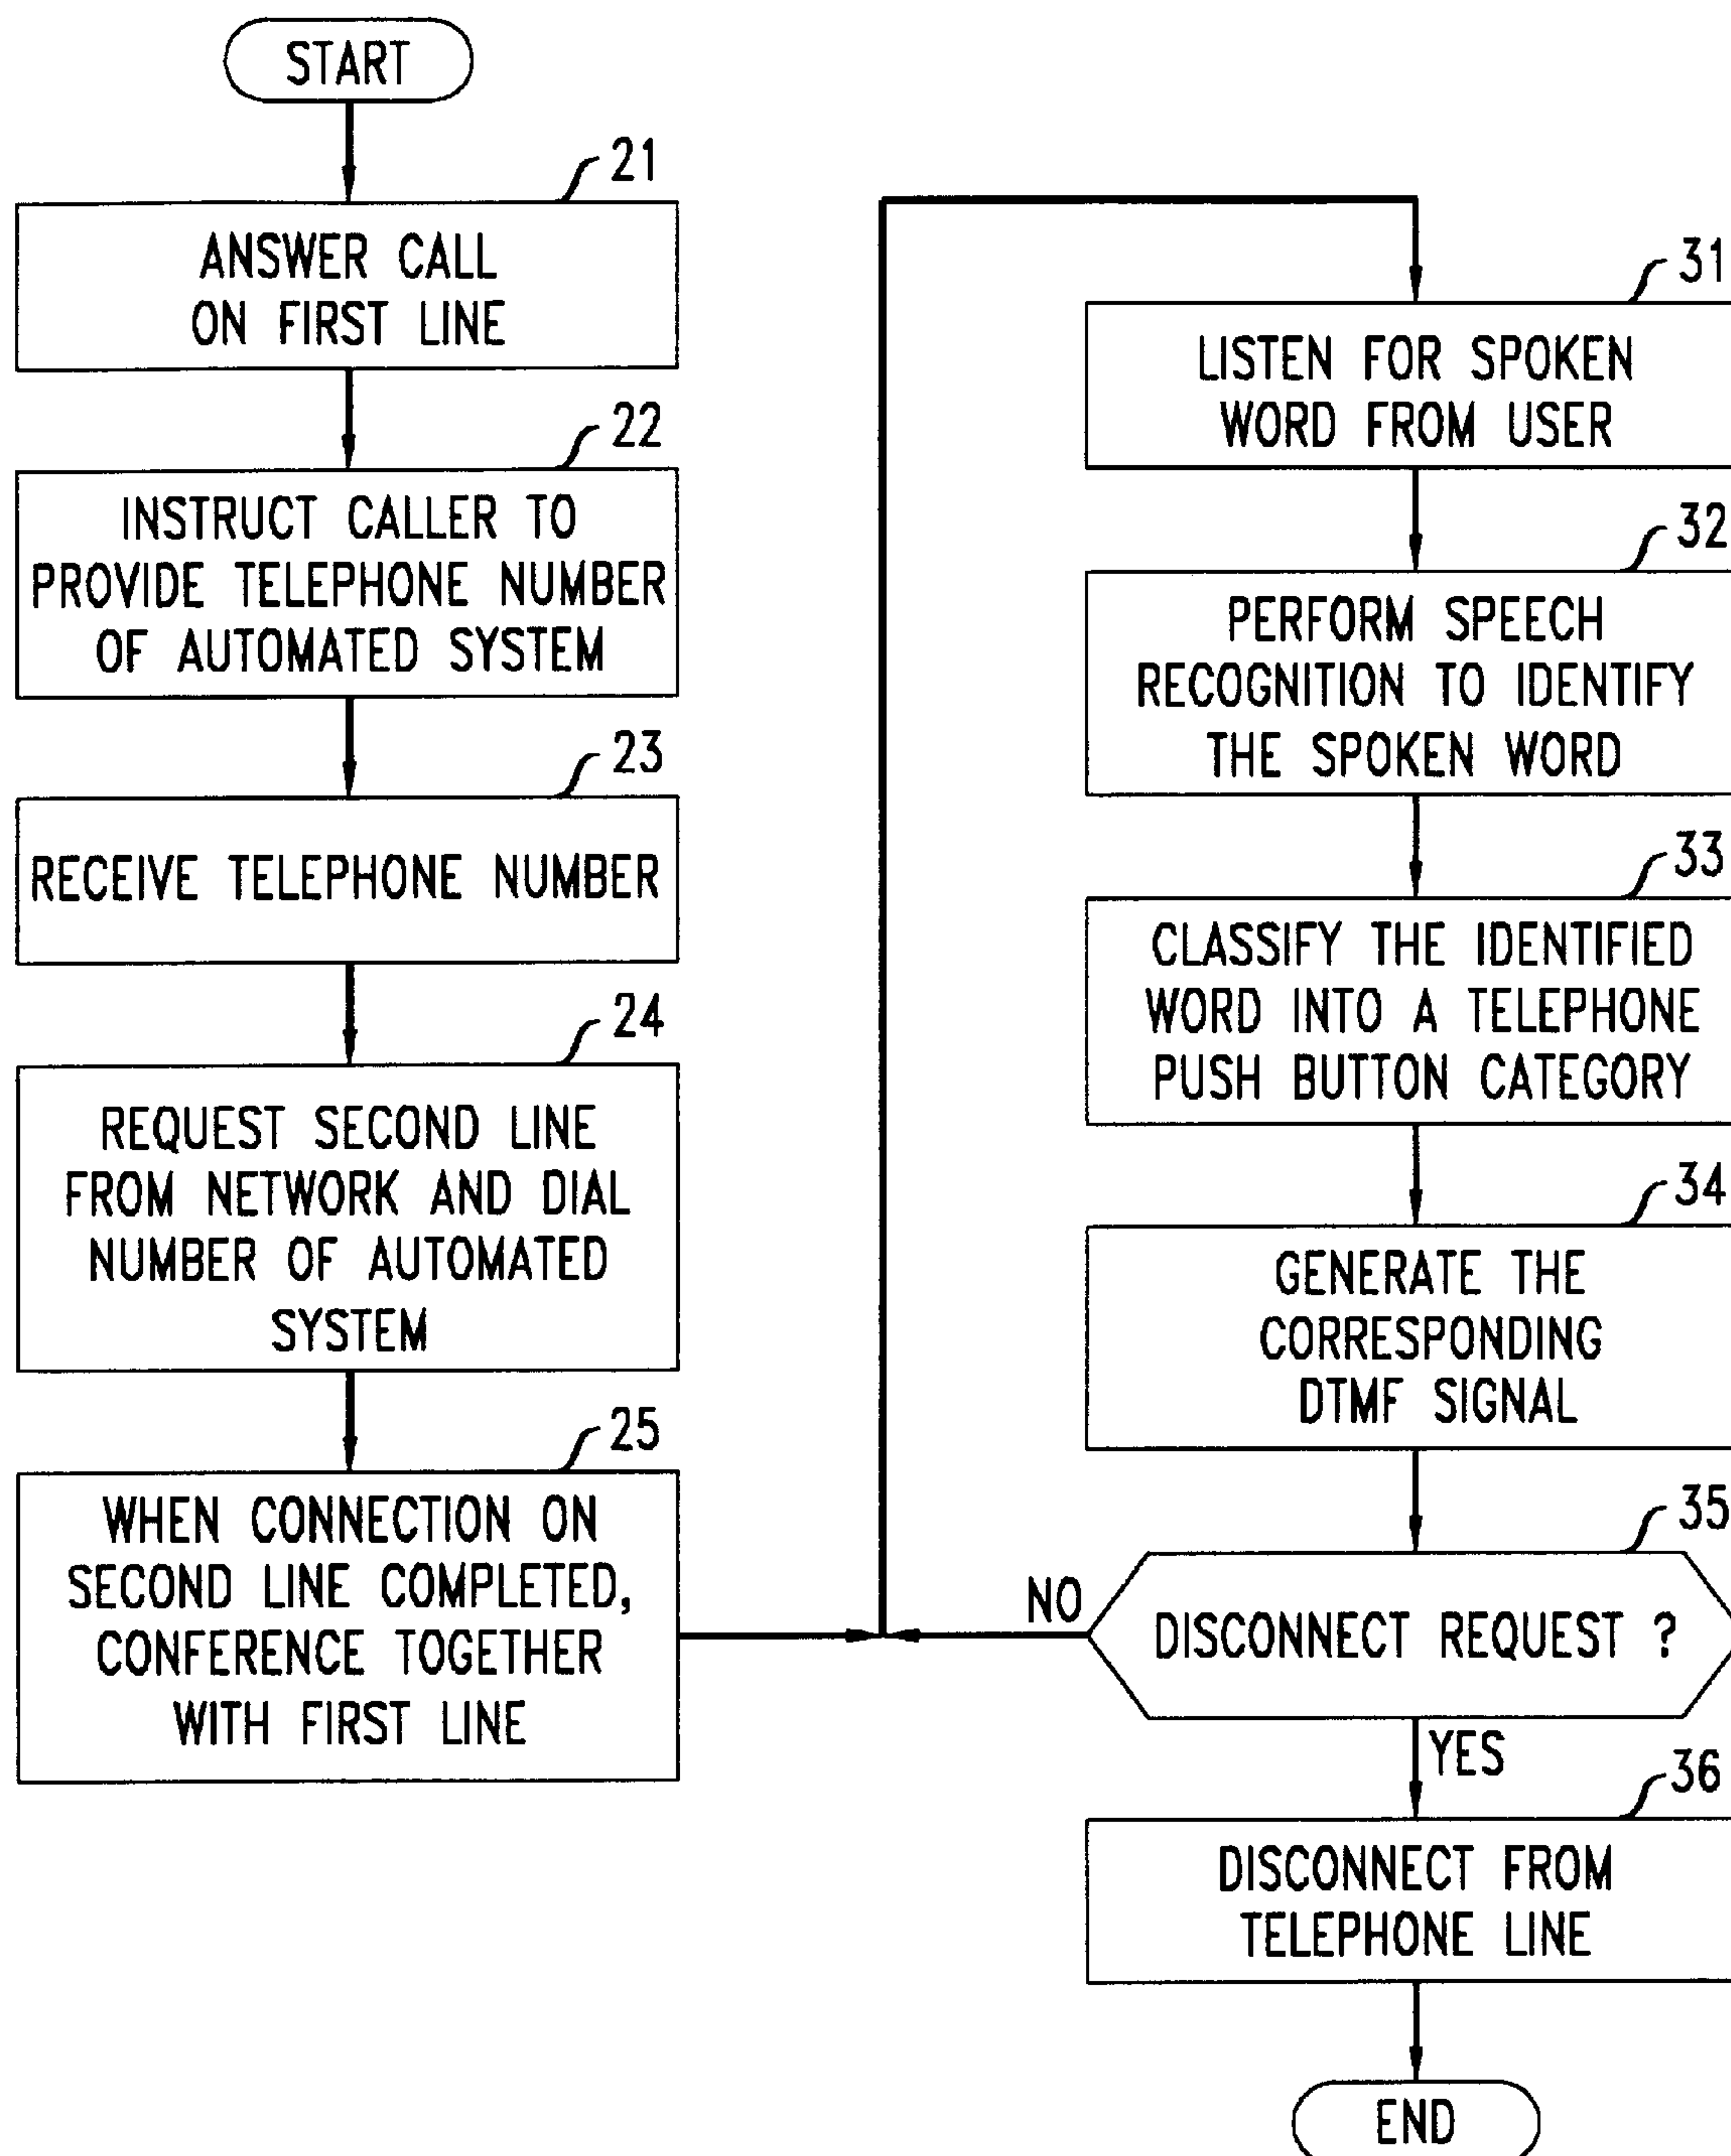 START
21
ANSWER CALL
ON FIRST LINE
22
INSTRUCT CALLER TO
PROVIDE TELEPHONE NUMBER
OF AUTOMATED SYSTEM
23
RECEIVE TELEPHONE NUMBER
24
REQUEST SECOND LINE
FROM NETWORK AND DIAL
NUMBER OF AUTOMATED
SYSTEM
25
WHEN CONNECTION ON
SECOND LINE COMPLETED,
CONFERENCE TOGETHER
WITH FIRST LINE
31
LISTEN FOR SPOKEN
WORD FROM USER
32
PERFORM SPEECH
RECOGNITION TO IDENTIFY
THE SPOKEN WORD
33
CLASSIFY THE IDENTIFIED
WORD INTO A TELEPHONE
PUSH BUTTON CATEGORY
34
GENERATE THE
CORRESPONDING
DTMF SIGNAL
35
NO
DISCONNECT REQUEST ?
YES
36
DISCONNECT FROM
TELEPHONE LINE
END